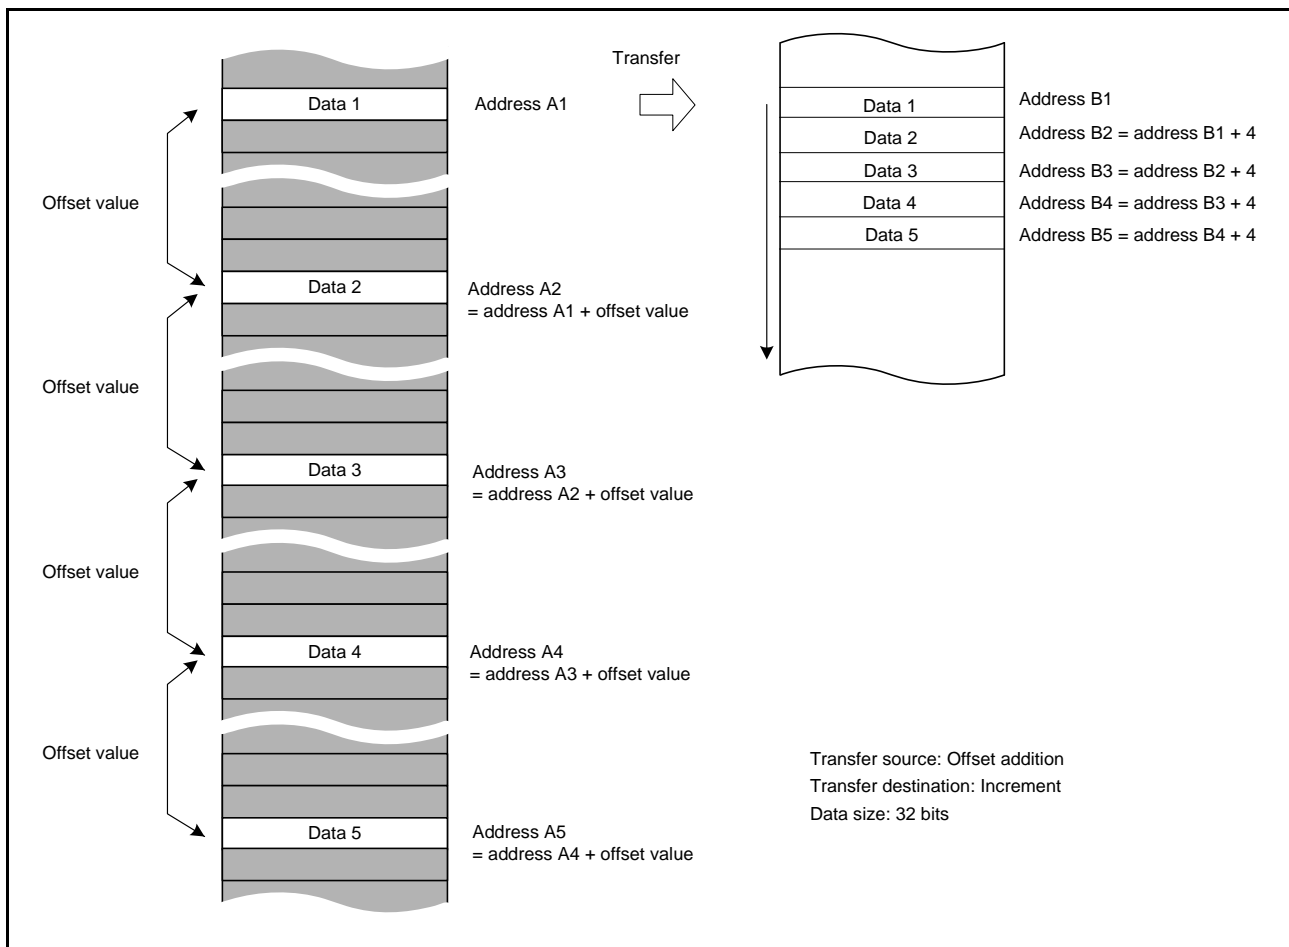 Transfer
Data 1
Address A1
Data 1
Address B1
Data 2
Address B2 = address B1 + 4
Data 3
Address B3 = address B2 + 4
Data 4
Address B4 = address B3 + 4
Data 5
Address B5 = address B4 + 4
Offset value
Data 2
Address A2
= address A1 + offset value
Offset value
Data 3
Address A3
= address A2 + offset value
Offset value
Data 4
Address A4
= address A3 + offset value
Offset value
Data 5
Address A5
= address A4 + offset value
Transfer source: Offset addition
Transfer destination: Increment
Data size: 32 bits